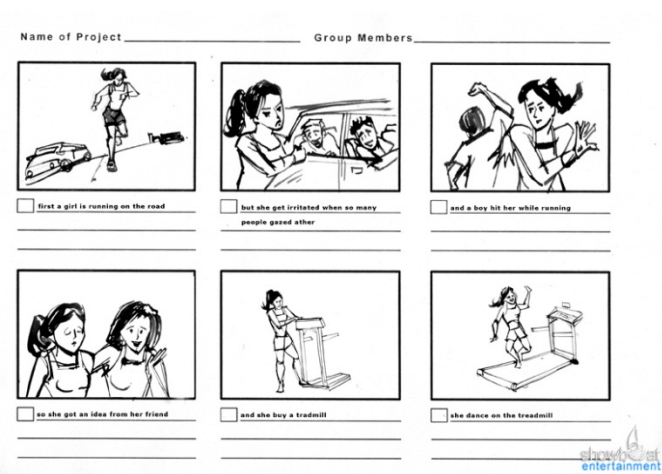 Name of Project
Group Members
first a girl is running on the road
but she get irritated when so many
people gazed ather
and a boy hit her while running
so she got an idea from her friend
and she buy a tradmill
she dance on the treadmill
showboat
entertainment